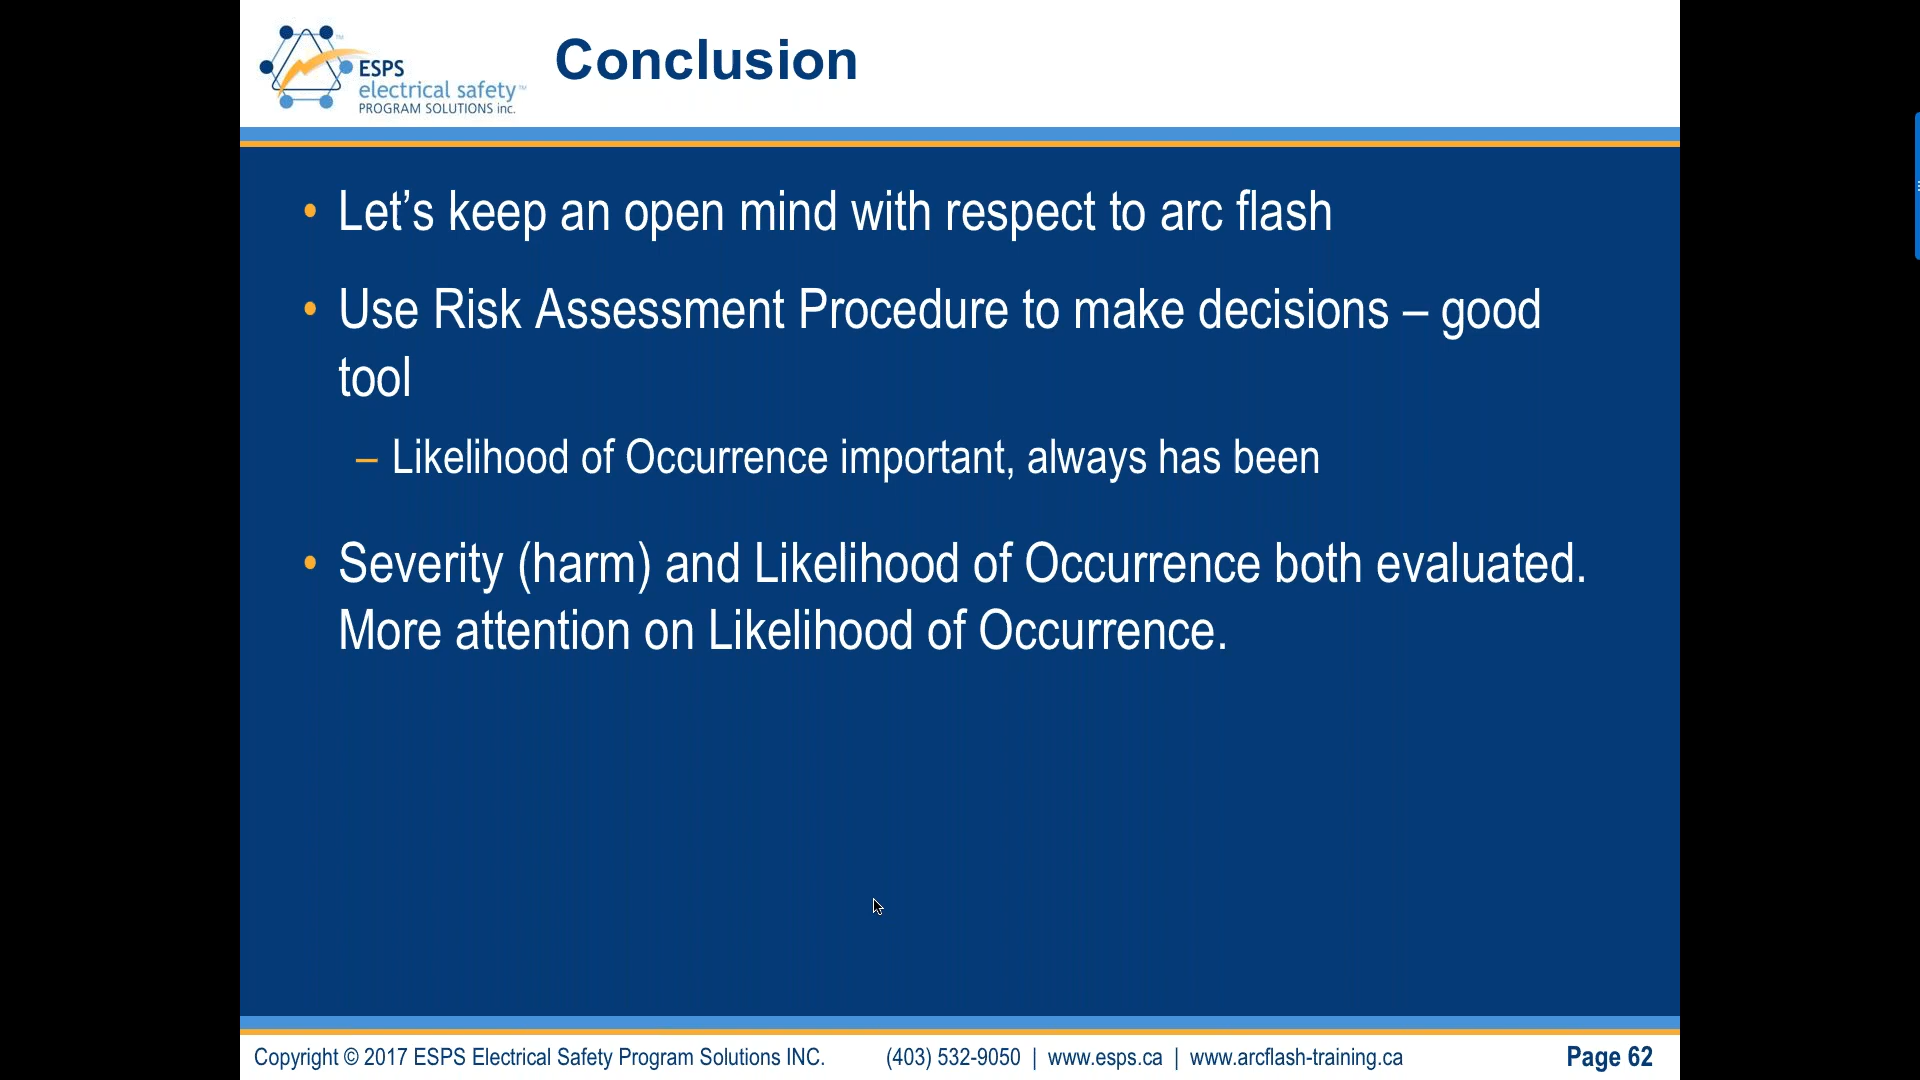 ESPS
electrical safety™
PROGRAM SOLUTIONS inc.
™
Conclusion
• Let’s keep an open mind with respect to arc flash
• Use Risk Assessment Procedure to make decisions – good
tool
– Likelihood of Occurrence important, always has been
• Severity (harm) and Likelihood of Occurrence both evaluated.
More attention on Likelihood of Occurrence.
Copyright © 2017 ESPS Electrical Safety Program Solutions INC. (403) 532-9050 | www.esps.ca | www.arcflash-training.ca Page 62